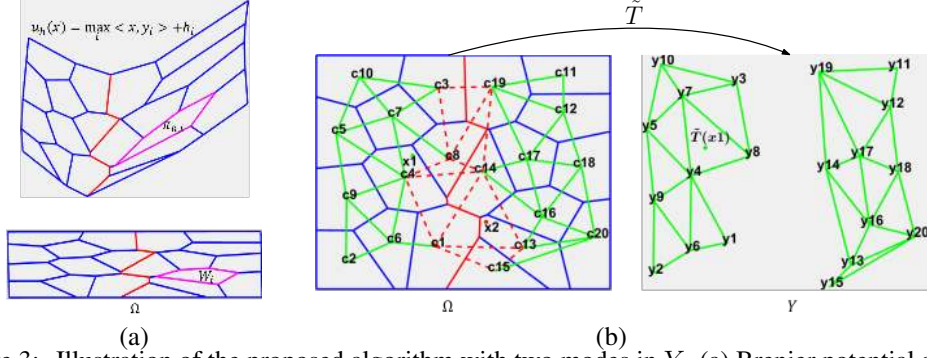 u_h(x) = max_i < x, y_i > +h_i
π_{h,i}
W_i
Ω
(a)
T̃
c10
c3
c19
c11
c7
c12
c5
c8
x1
c4
c14
c17
c18
c9
c16
x2
c6
c1
c13
c20
c2
c15
Ω
y10
y3
y19
y11
y7
y12
y5
T̃(x1)
y8
y17
y14
y18
y4
y9
y16
y20
y6
y1
y13
y2
y15
Y
(b)
3: Illustration of the proposed algorithm with two modes in Y. (a) Brenier potential